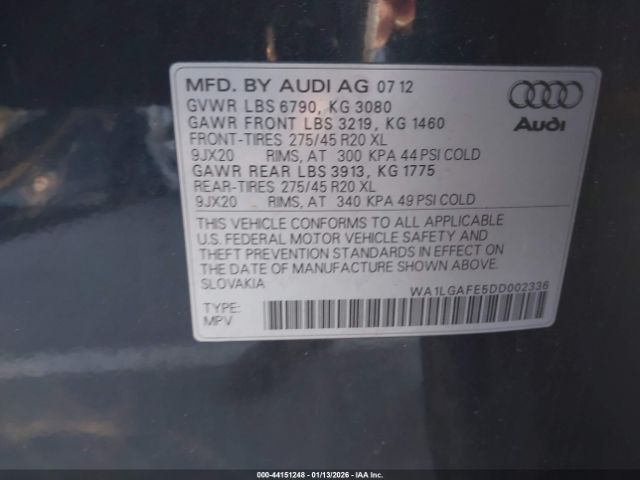 MFD. BY AUDI AG 07 12
GVWR LBS 6790, KG 3080
GAWR FRONT LBS 3219, KG 1460
FRONT-TIRES 275/45 R20 XL
9JX20 RIMS, AT 300 KPA 44 PSI COLD
GAWR REAR LBS 3913, KG 1775
REAR-TIRES 275/45 R20 XL
9JX20 RIMS, AT 340 KPA 49 PSI COLD
Audi
THIS VEHICLE CONFORMS TO ALL APPLICABLE
U.S. FEDERAL MOTOR VEHICLE SAFETY AND
THEFT PREVENTION STANDARDS IN EFFECT ON
THE DATE OF MANUFACTURE SHOWN ABOVE.
SLOVAKIA
WA1LGAFE5DD002336
TYPE:
MPV
000-44151248 - 01/13/2026 - IAA Inc.